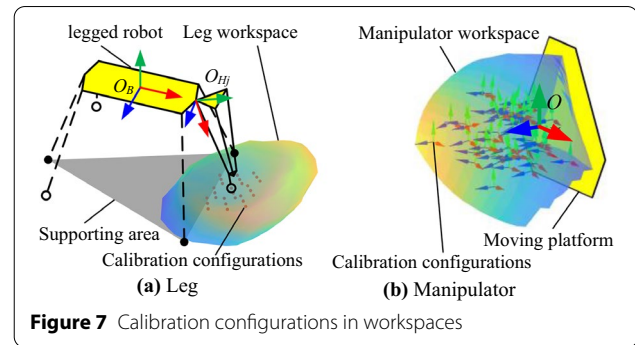 legged robot
Leg workspace
O_B
O_Hj
Supporting area
Calibration configurations
(a) Leg
Manipulator workspace
O
Moving platform
Calibration configurations
(b) Manipulator
Figure 7 Calibration configurations in workspaces